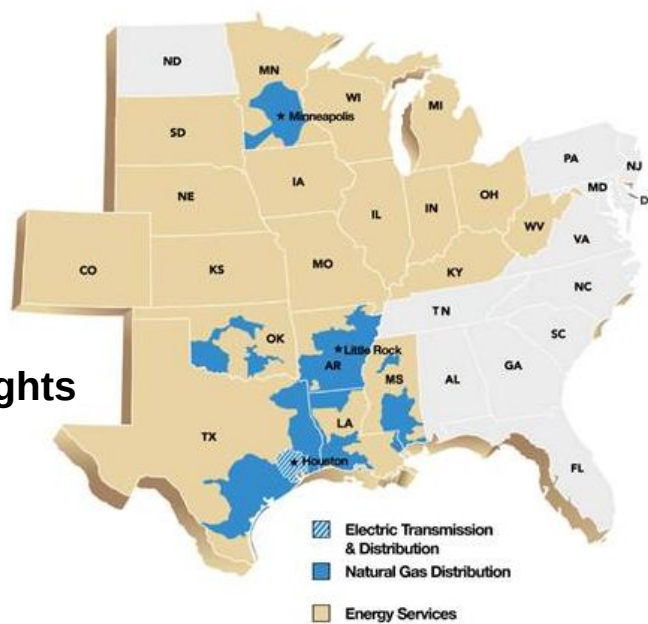 ND
MN
Minneapolis
WI
MI
SD
PA
NJ
MD
D
NE
IA
IL
IN
OH
WV
VA
CO
KS
MO
KY
NC
TN
OK
Little Rock
AR
SC
MS
AL
GA
ghts
TX
LA
Houston
FL
Electric Transmission
& Distribution
Natural Gas Distribution
Energy Services